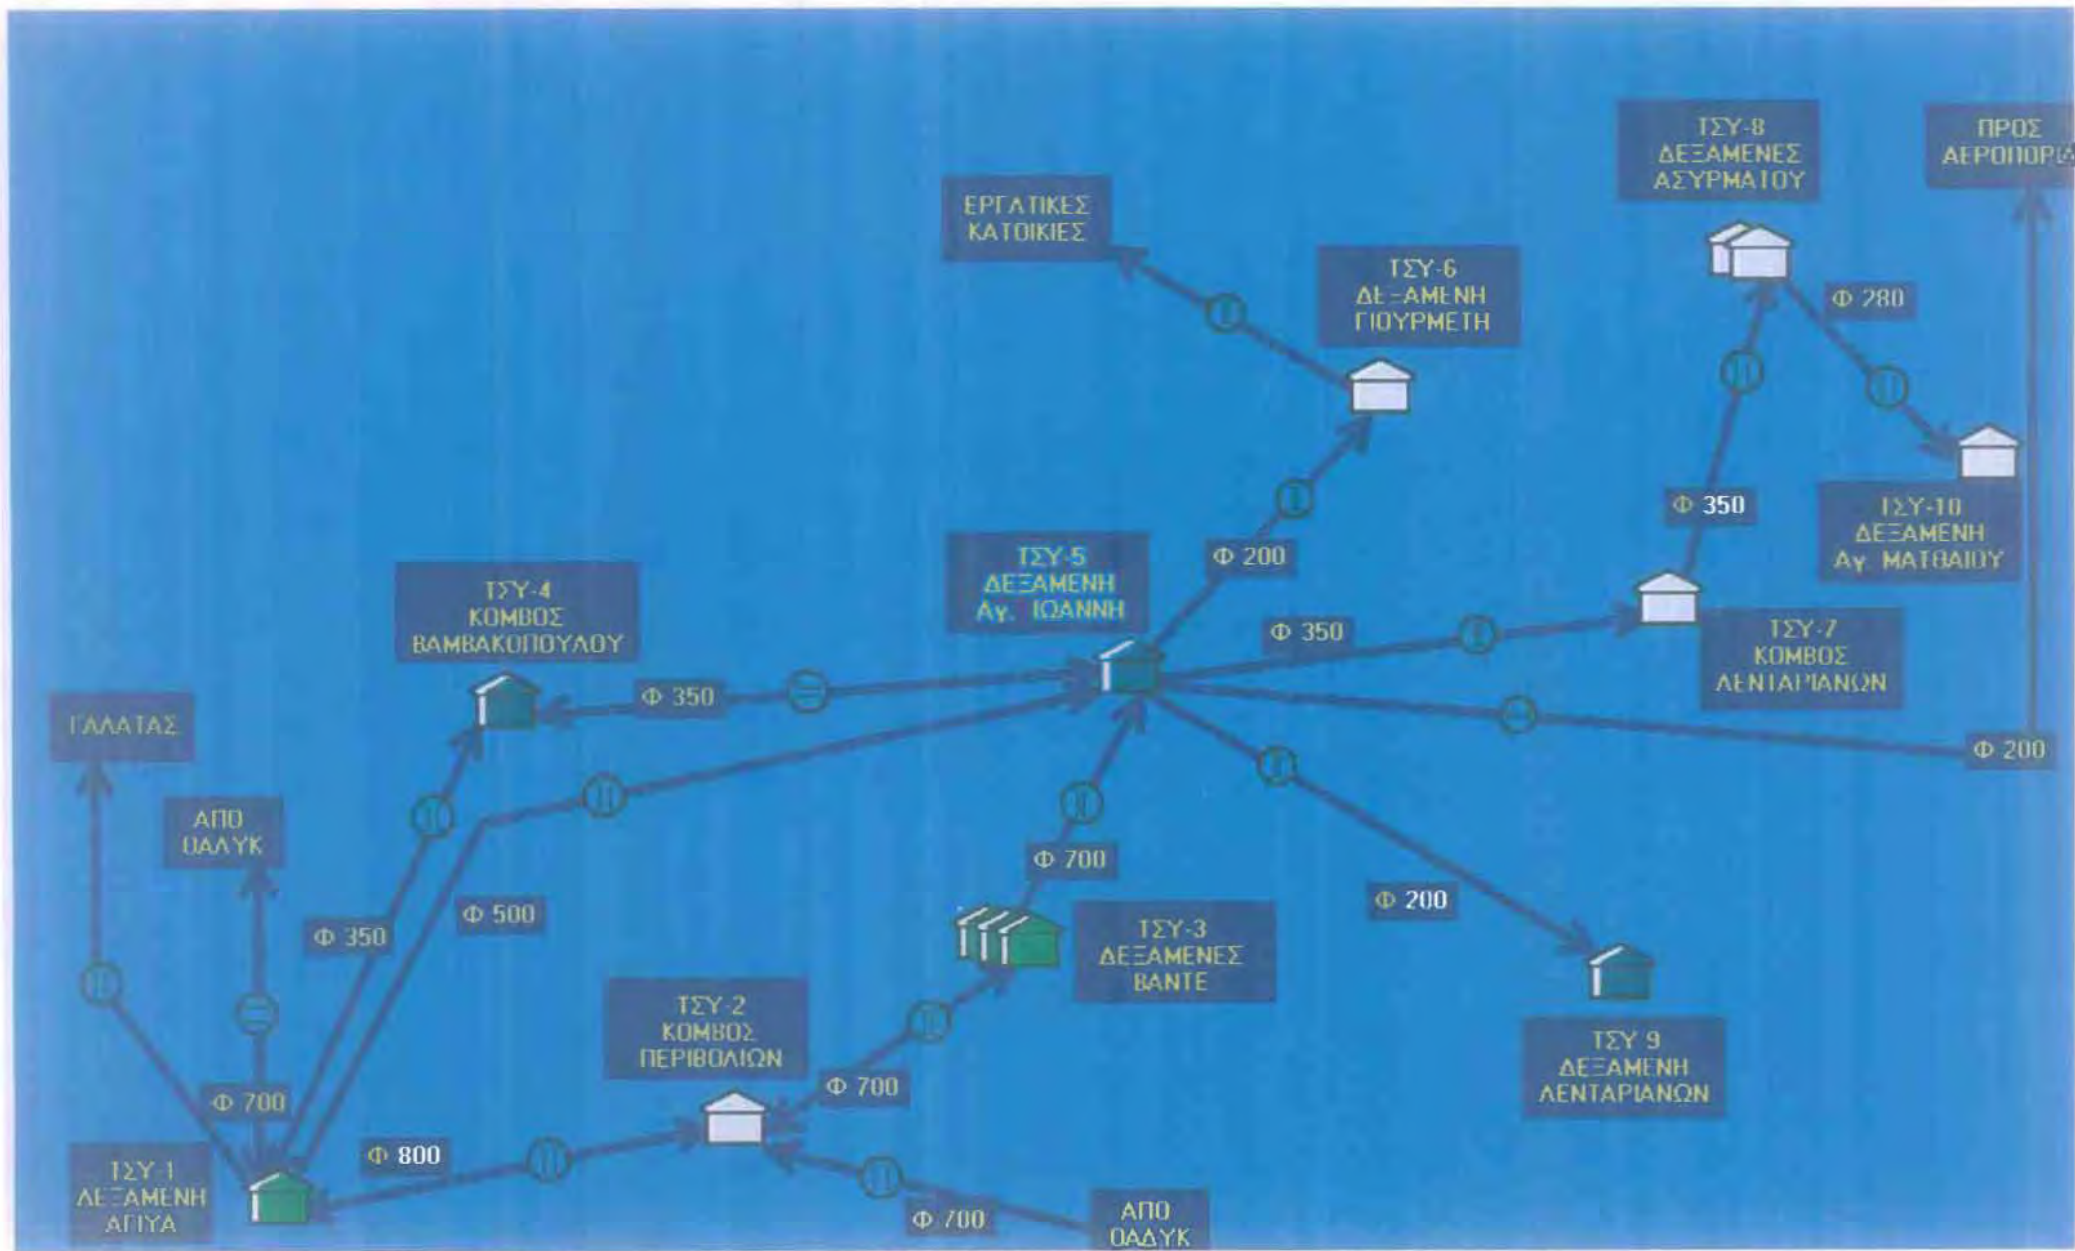 ΤΣΥ-8
ΔΕΞΑΜΕΝΕΣ
ΑΣΥΡΜΑΤΟΥ
ΠΡΟΣ
ΑΕΡΟΠΟΡΙΑ
ΕΡΓΑΤΙΚΕΣ
ΚΑΤΟΙΚΙΕΣ
ΤΣΥ-6
ΔΕΞΑΜΕΝΗ
ΓΙΟΥΡΜΕΤΗ
Φ 280
Φ 350
ΤΣΥ-10
ΔΕΞΑΜΕΝΗ
Αγ. ΜΑΤΘΑΙΟΥ
ΤΣΥ-5
ΔΕΞΑΜΕΝΗ
Αγ. ΙΩΑΝΝΗ
Φ 200
ΤΣΥ-4
ΚΟΜΒΟΣ
ΒΑΜΒΑΚΟΠΟΥΛΟΥ
Φ 350
ΤΣΥ-7
ΚΟΜΒΟΣ
ΛΕΝΤΑΡΙΑΝΩΝ
Φ 350
ΓΑΛΑΤΑΣ
Φ 200
ΑΠΟ
ΟΑΔΥΚ
Φ 700
Φ 200
Φ 350
Φ 500
ΤΣΥ-3
ΔΕΞΑΜΕΝΕΣ
ΒΑΝΤΕ
ΤΣΥ-2
ΚΟΜΒΟΣ
ΠΕΡΙΒΟΛΙΩΝ
ΤΣΥ 9
ΔΕΞΑΜΕΝΗ
ΛΕΝΤΑΡΙΑΝΩΝ
Φ 700
Φ 700
Φ 800
ΤΣΥ-1
ΔΕΞΑΜΕΝΗ
ΑΓΙΥΑ
Φ 700
ΑΠΟ
ΟΑΔΥΚ